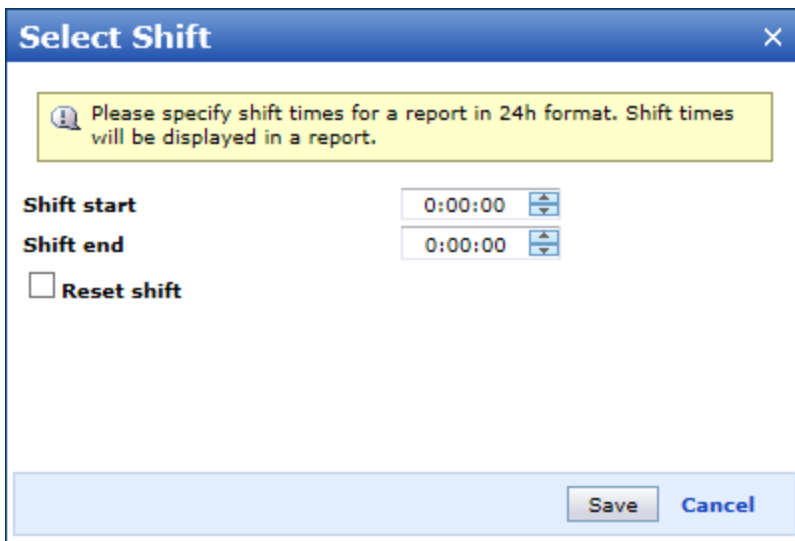 Select Shift
Please specify shift times for a report in 24h format. Shift times
will be displayed in a report.
Shift start 0:00:00
Shift end 0:00:00
Reset shift
Save Cancel